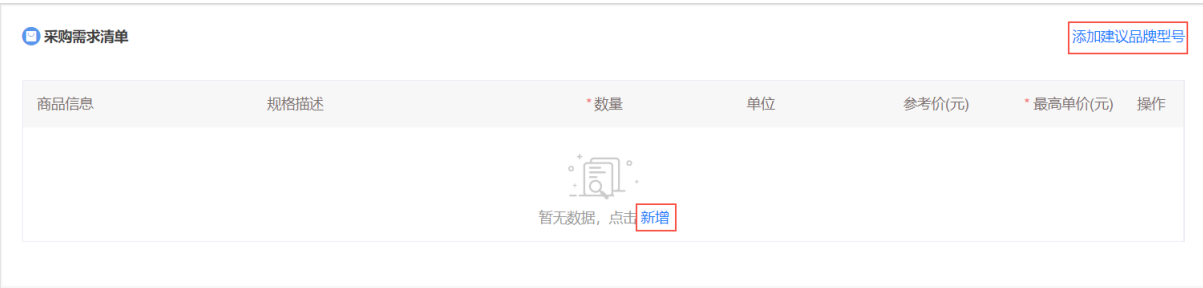 采购需求清单
添加建议品牌型号
商品信息 规格描述 *数量 单位 参考价(元) *最高单价(元) 操作
暂无数据，点击新增